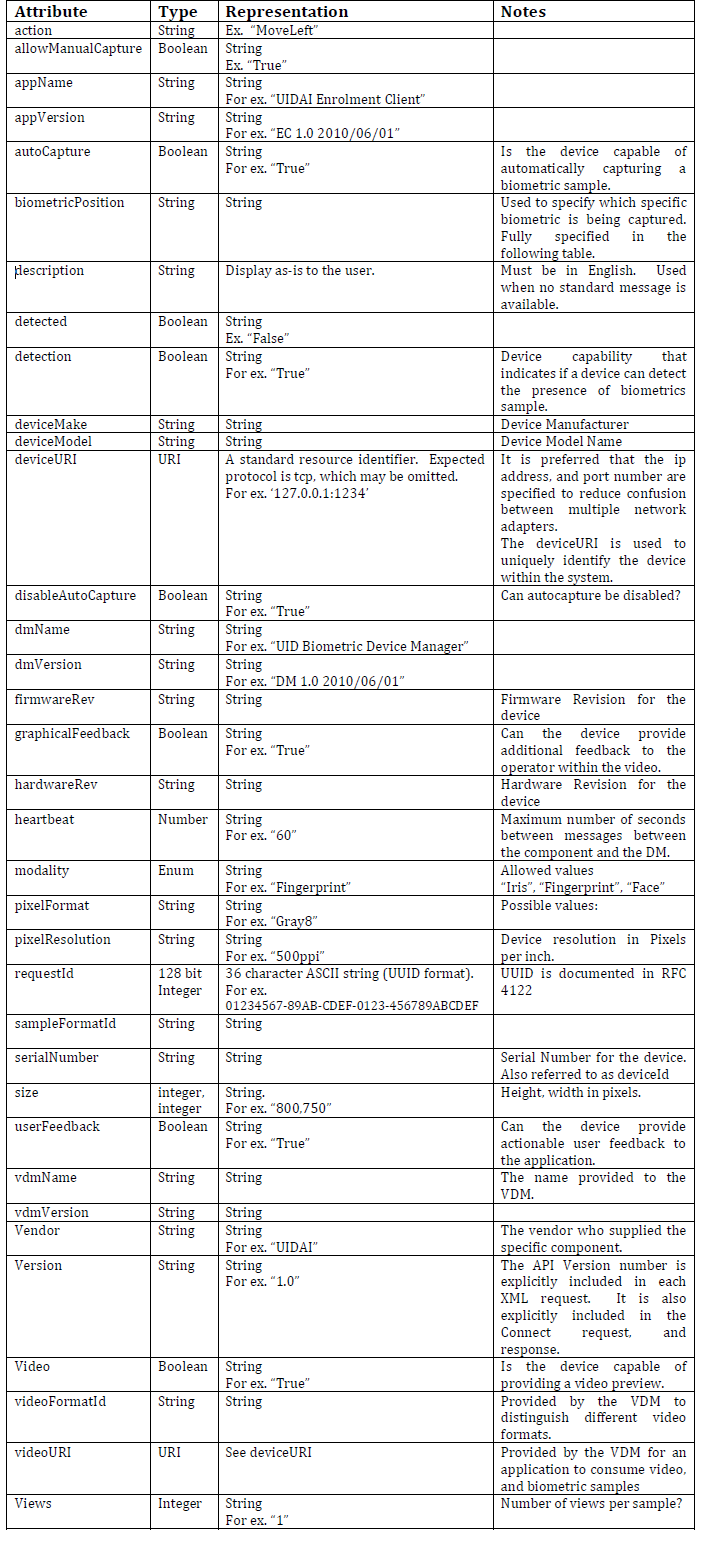 Attribute Type Representation Notes
action String Ex. “MoveLeft”
allowManualCapture Boolean String
Ex. “True”
appName String String
For ex. “UIDAI Enrolment Client”
appVersion String String
For ex. “EC 1.0 2010/06/01”
autoCapture Boolean String Is the device capable of
For ex. “True” automatically capturing a
biometric sample.
biometricPosition String String Used to specify which specific
biometric is being captured.
Fully specified in the
following table.
description String Display as-is to the user. Must be in English. Used
when no standard message is
available.
detected Boolean String
Ex. “False”
detection Boolean String Device capability that
For ex. “True” indicates if a device can detect
the presence of biometrics
sample.
deviceMake String String Device Manufacturer
deviceModel String String Device Model Name
deviceURI URI A standard resource identifier. Expected It is preferred that the ip
protocol is tcp, which may be omitted. address, and port number are
For ex. ‘127.0.0.1:1234’ specified to reduce confusion
between multiple network
adapters.
The deviceURI is used to
uniquely identify the device
within the system.
disableAutoCapture Boolean String Can autocapture be disabled?
For ex. “True”
dmName String String
For ex. “UID Biometric Device Manager”
dmVersion String String
For ex. “DM 1.0 2010/06/01”
firmwareRev String String Firmware Revision for the
device
graphicalFeedback Boolean String Can the device provide
For ex. “True” additional feedback to the
operator within the video.
hardwareRev String String Hardware Revision for the
device
heartbeat Number String Maximum number of seconds
For ex. “60” between messages between
the component and the DM.
modality Enum String Allowed values
For ex. “Fingerprint” “Iris”, “Fingerprint”, “Face”
pixelFormat String String Possible values:
For ex. “Gray8”
pixelResolution String String Device resolution in Pixels
For ex. “500ppi” per inch.
requestId 128 bit 36 character ASCII string (UUID format). UUID is documented in RFC
Integer For ex. 4122
01234567-89AB-CDEF-0123-456789ABCDEF
sampleFormatId String String
serialNumber String String Serial Number for the device.
Also referred to as deviceId
size integer, String. Height, width in pixels.
integer For ex. “800,750”
userFeedback Boolean String Can the device provide
For ex. “True” actionable user feedback to
the application.
vdmName String String The name provided to the
VDM.
vdmVersion String String
Vendor String String The vendor who supplied the
For ex. “UIDAI” specific component.
Version String String The API Version number is
For ex. “1.0” explicitly included in each
XML request. It is also
explicitly included in the
Connect request, and
response.
Video Boolean String Is the device capable of
For ex. “True” providing a video preview.
videoFormatId String String Provided by the VDM to
distinguish different video
formats.
videoURI URI See deviceURI Provided by the VDM for an
application to consume video,
and biometric samples
Views Integer String Number of views per sample?
For ex. “1”